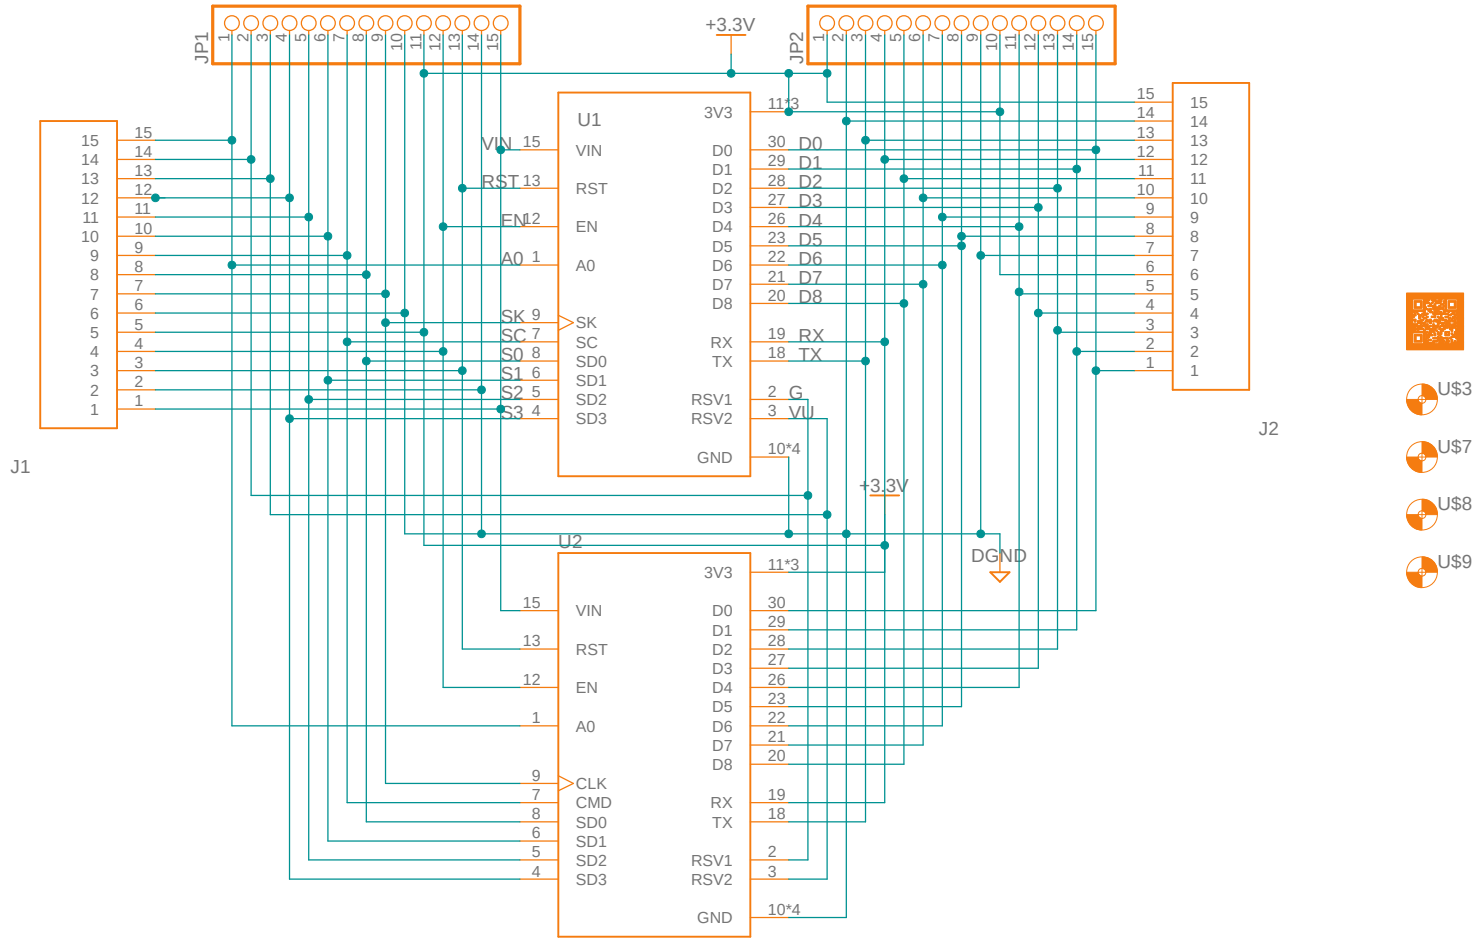 JP1
1 2 3 4 5 6 7 8 9 10 11 12 13 14 15
+3.3V
JP2
1 2 3 4 5 6 7 8 9 10 11 12 13 14 15
J1
15 15
14 14
13 13
12 12
11 11
10 10
9 9
8 8
7 7
6 6
5 5
4 4
3 3
2 2
1 1
U1
3V3 11*3
VIN 15 VIN
RST 13 RST
EN 12 EN
A0 1 A0
SK 9 SK
SC 7 SC
S0 8 SD0
S1 6 SD1
S2 5 SD2
S3 4 SD3
D0 30 D0
D1 29 D1
D2 28 D2
D3 27 D3
D4 26 D4
D5 23 D5
D6 22 D6
D7 21 D7
D8 20 D8
RX 19 RX
TX 18 TX
RSV1 2 G
RSV2 3 VU
GND 10*4
15 15
14 14
13 13
12 12
11 11
10 10
9 9
8 8
7 7
6 6
5 5
4 4
3 3
2 2
1 1
J2
+3.3V
DGND
U2
3V3 11*3
15 VIN
13 RST
12 EN
1 A0
9 CLK
7 CMD
8 SD0
6 SD1
5 SD2
4 SD3
D0 30
D1 29
D2 28
D3 27
D4 26
D5 23
D6 22
D7 21
D8 20
RX 19
TX 18
RSV1 2
RSV2 3
GND 10*4
U$3
U$7
U$8
U$9